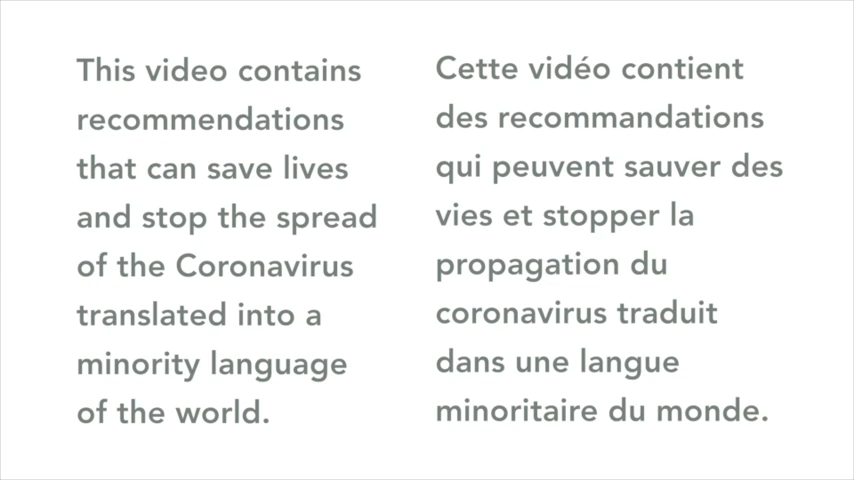 This video contains
recommendations
that can save lives
and stop the spread
of the Coronavirus
translated into a
minority language
of the world.
Cette vidéo contient
des recommandations
qui peuvent sauver des
vies et stopper la
propagation du
coronavirus traduit
dans une langue
minoritaire du monde.